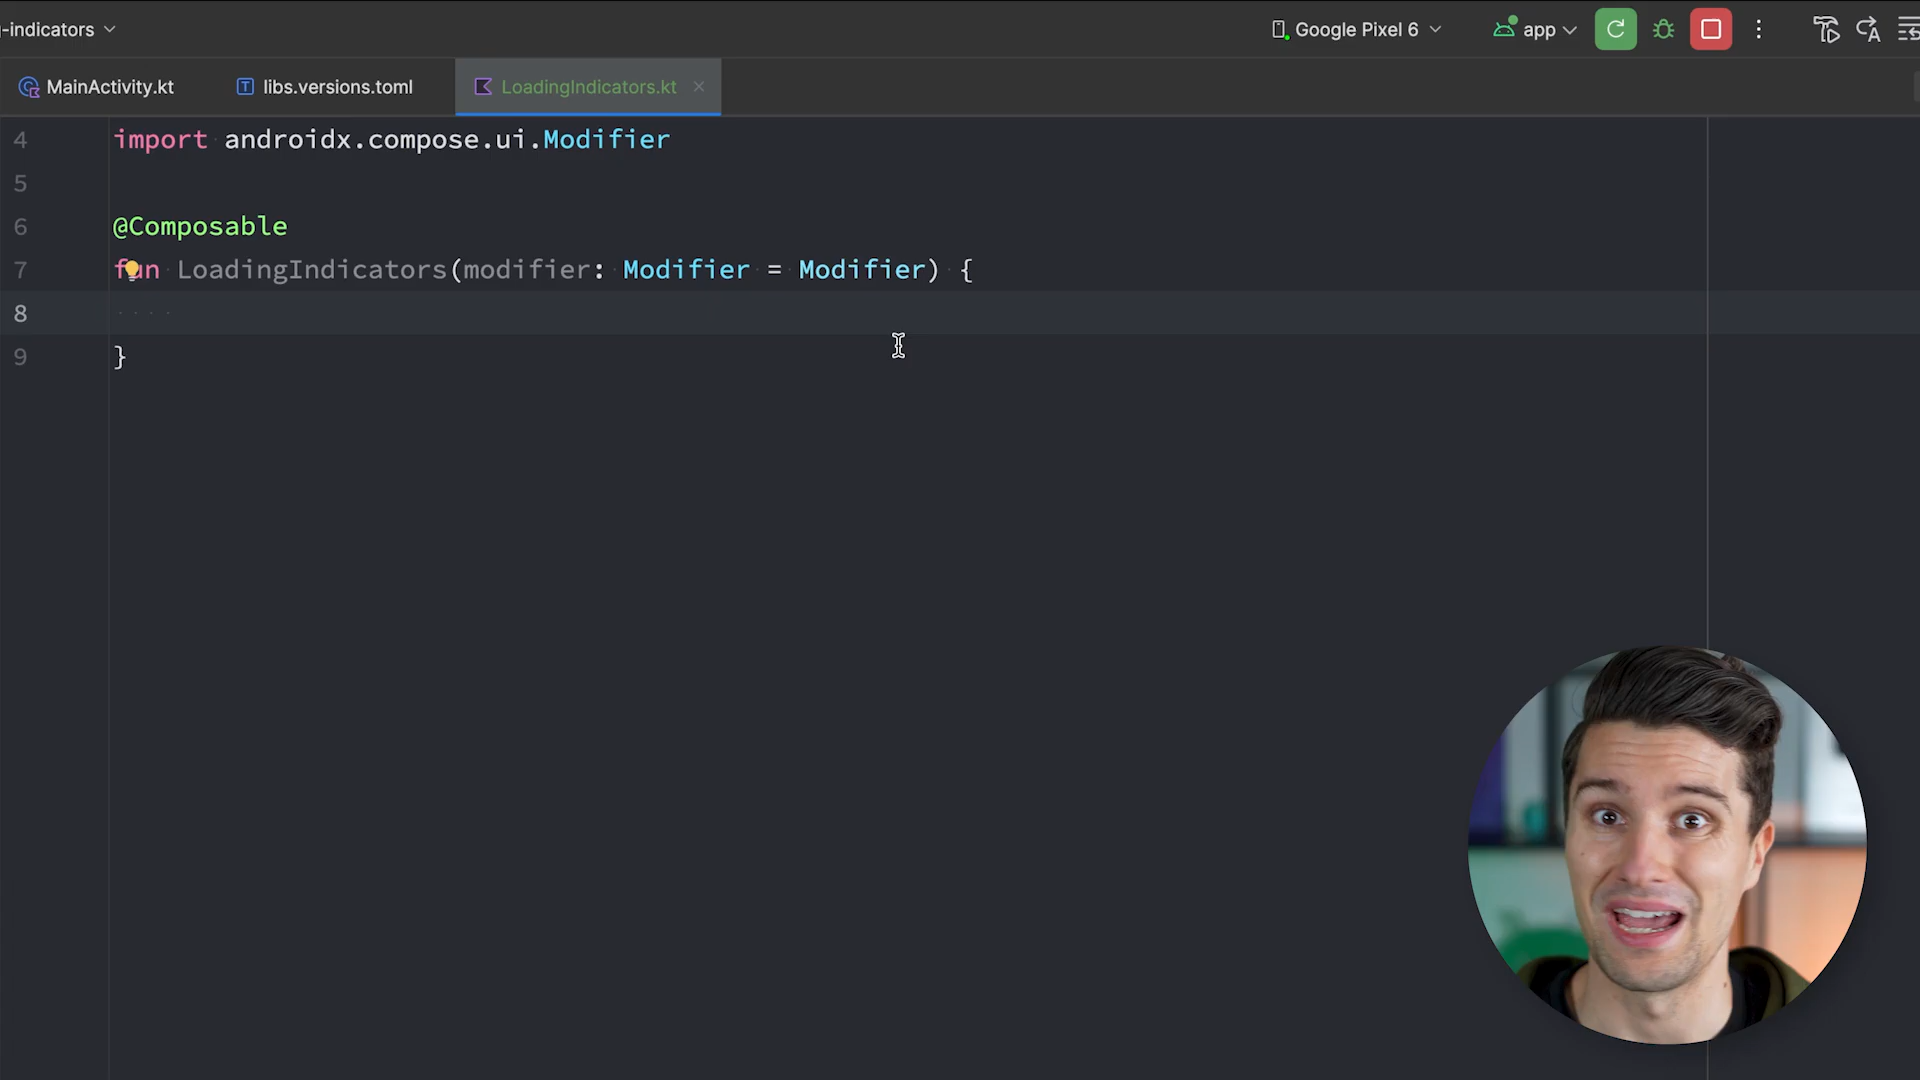 -indicators
Google Pixel 6
app
MainActivity.kt
libs.versions.toml
LoadingIndicators.kt
4 import androidx.compose.ui.Modifier
5
6 @Composable
7 fun LoadingIndicators(modifier: Modifier = Modifier) {
8
9 }